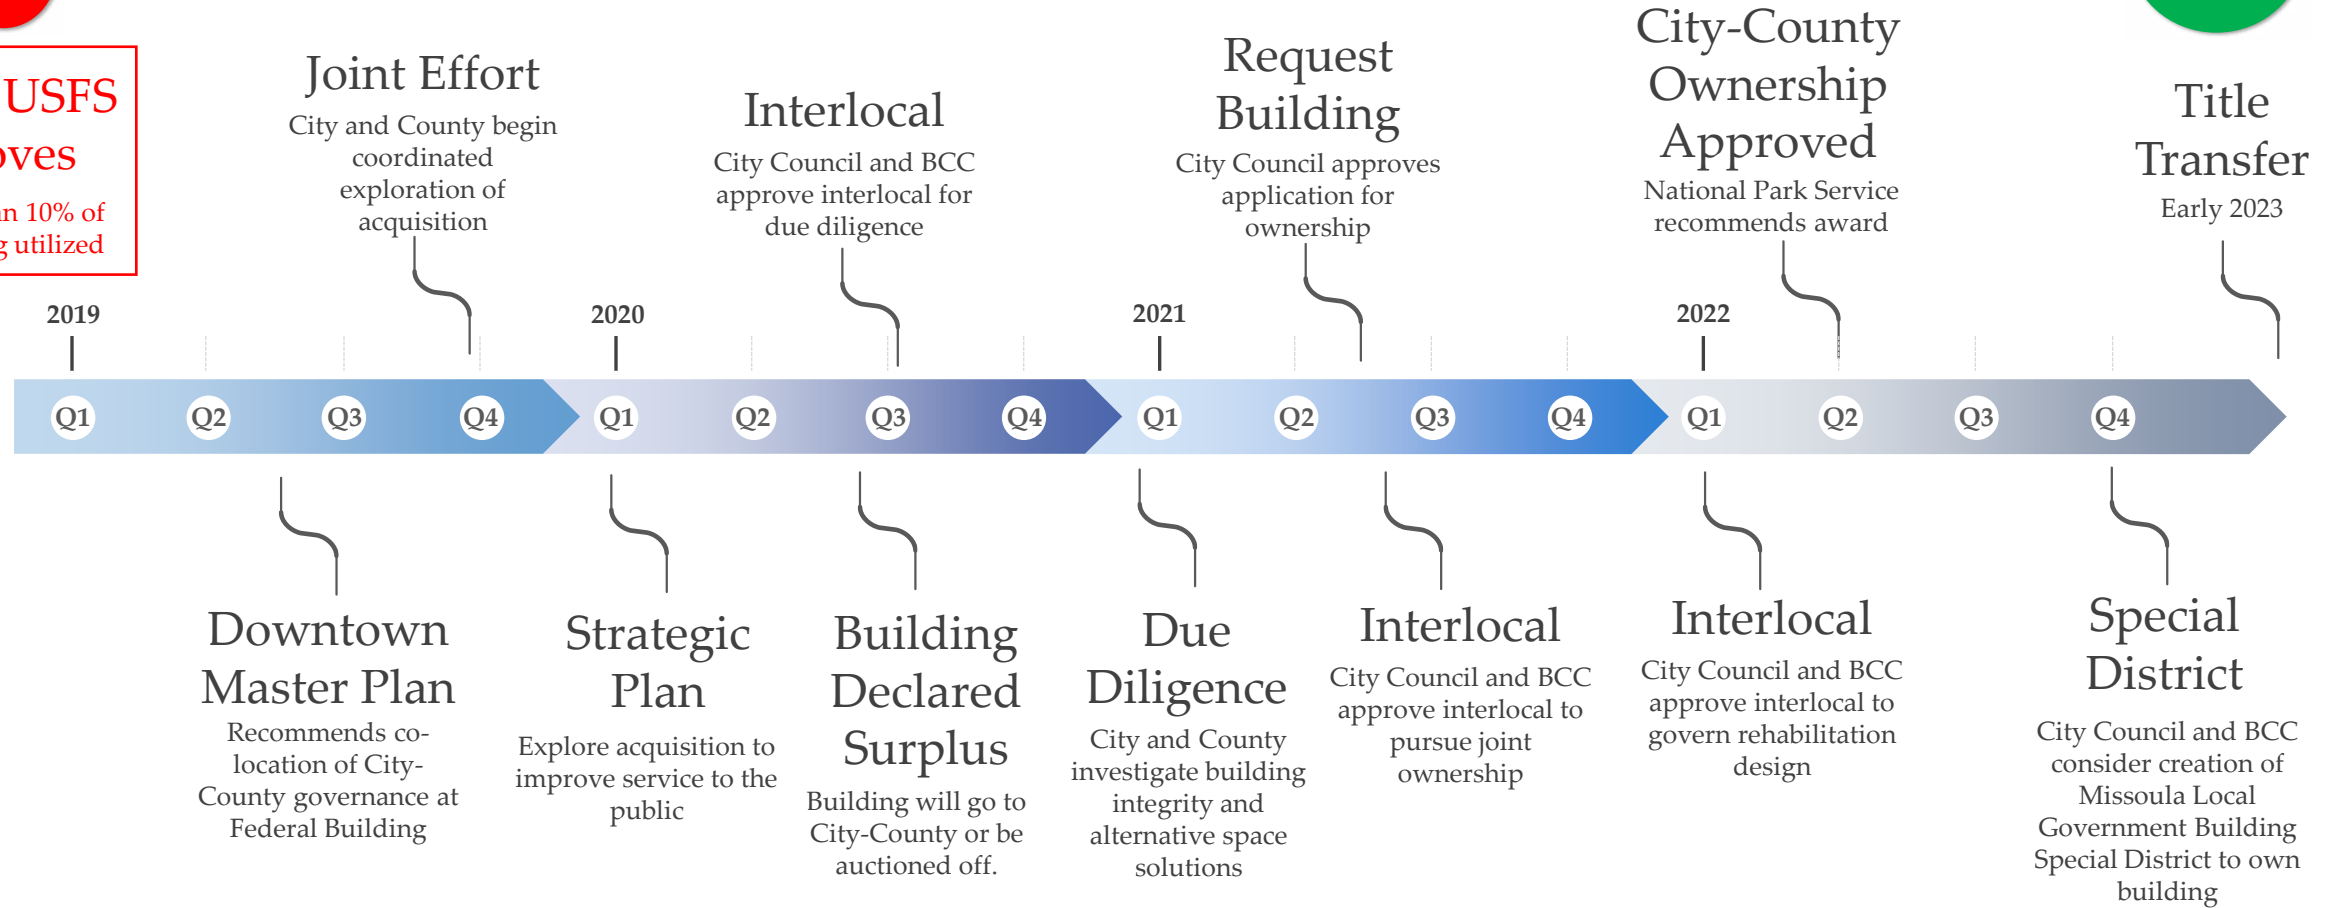 USFS
oves
n 10% of
g utilized
Joint Effort
City and County begin
coordinated
exploration of
acquisition
Interlocal
City Council and BCC
approve interlocal for
due diligence
Request
Building
City Council approves
application for
ownership
City-County
Ownership
Approved
National Park Service
recommends award
Title
Transfer
Early 2023
2019
2020
2021
2022
Q1 Q2 Q3 Q4 Q1 Q2 Q3 Q4 Q1 Q2 Q3 Q4 Q1 Q2 Q3 Q4
Downtown
Master Plan
Recommends co-
location of City-
County governance at
Federal Building
Strategic
Plan
Explore acquisition to
improve service to the
public
Building
Declared
Surplus
Building will go to
City-County or be
auctioned off.
Due
Diligence
City and County
investigate building
integrity and
alternative space
solutions
Interlocal
City Council and BCC
approve interlocal to
pursue joint
ownership
Interlocal
City Council and BCC
approve interlocal to
govern rehabilitation
design
Special
District
City Council and BCC
consider creation of
Missoula Local
Government Building
Special District to own
building